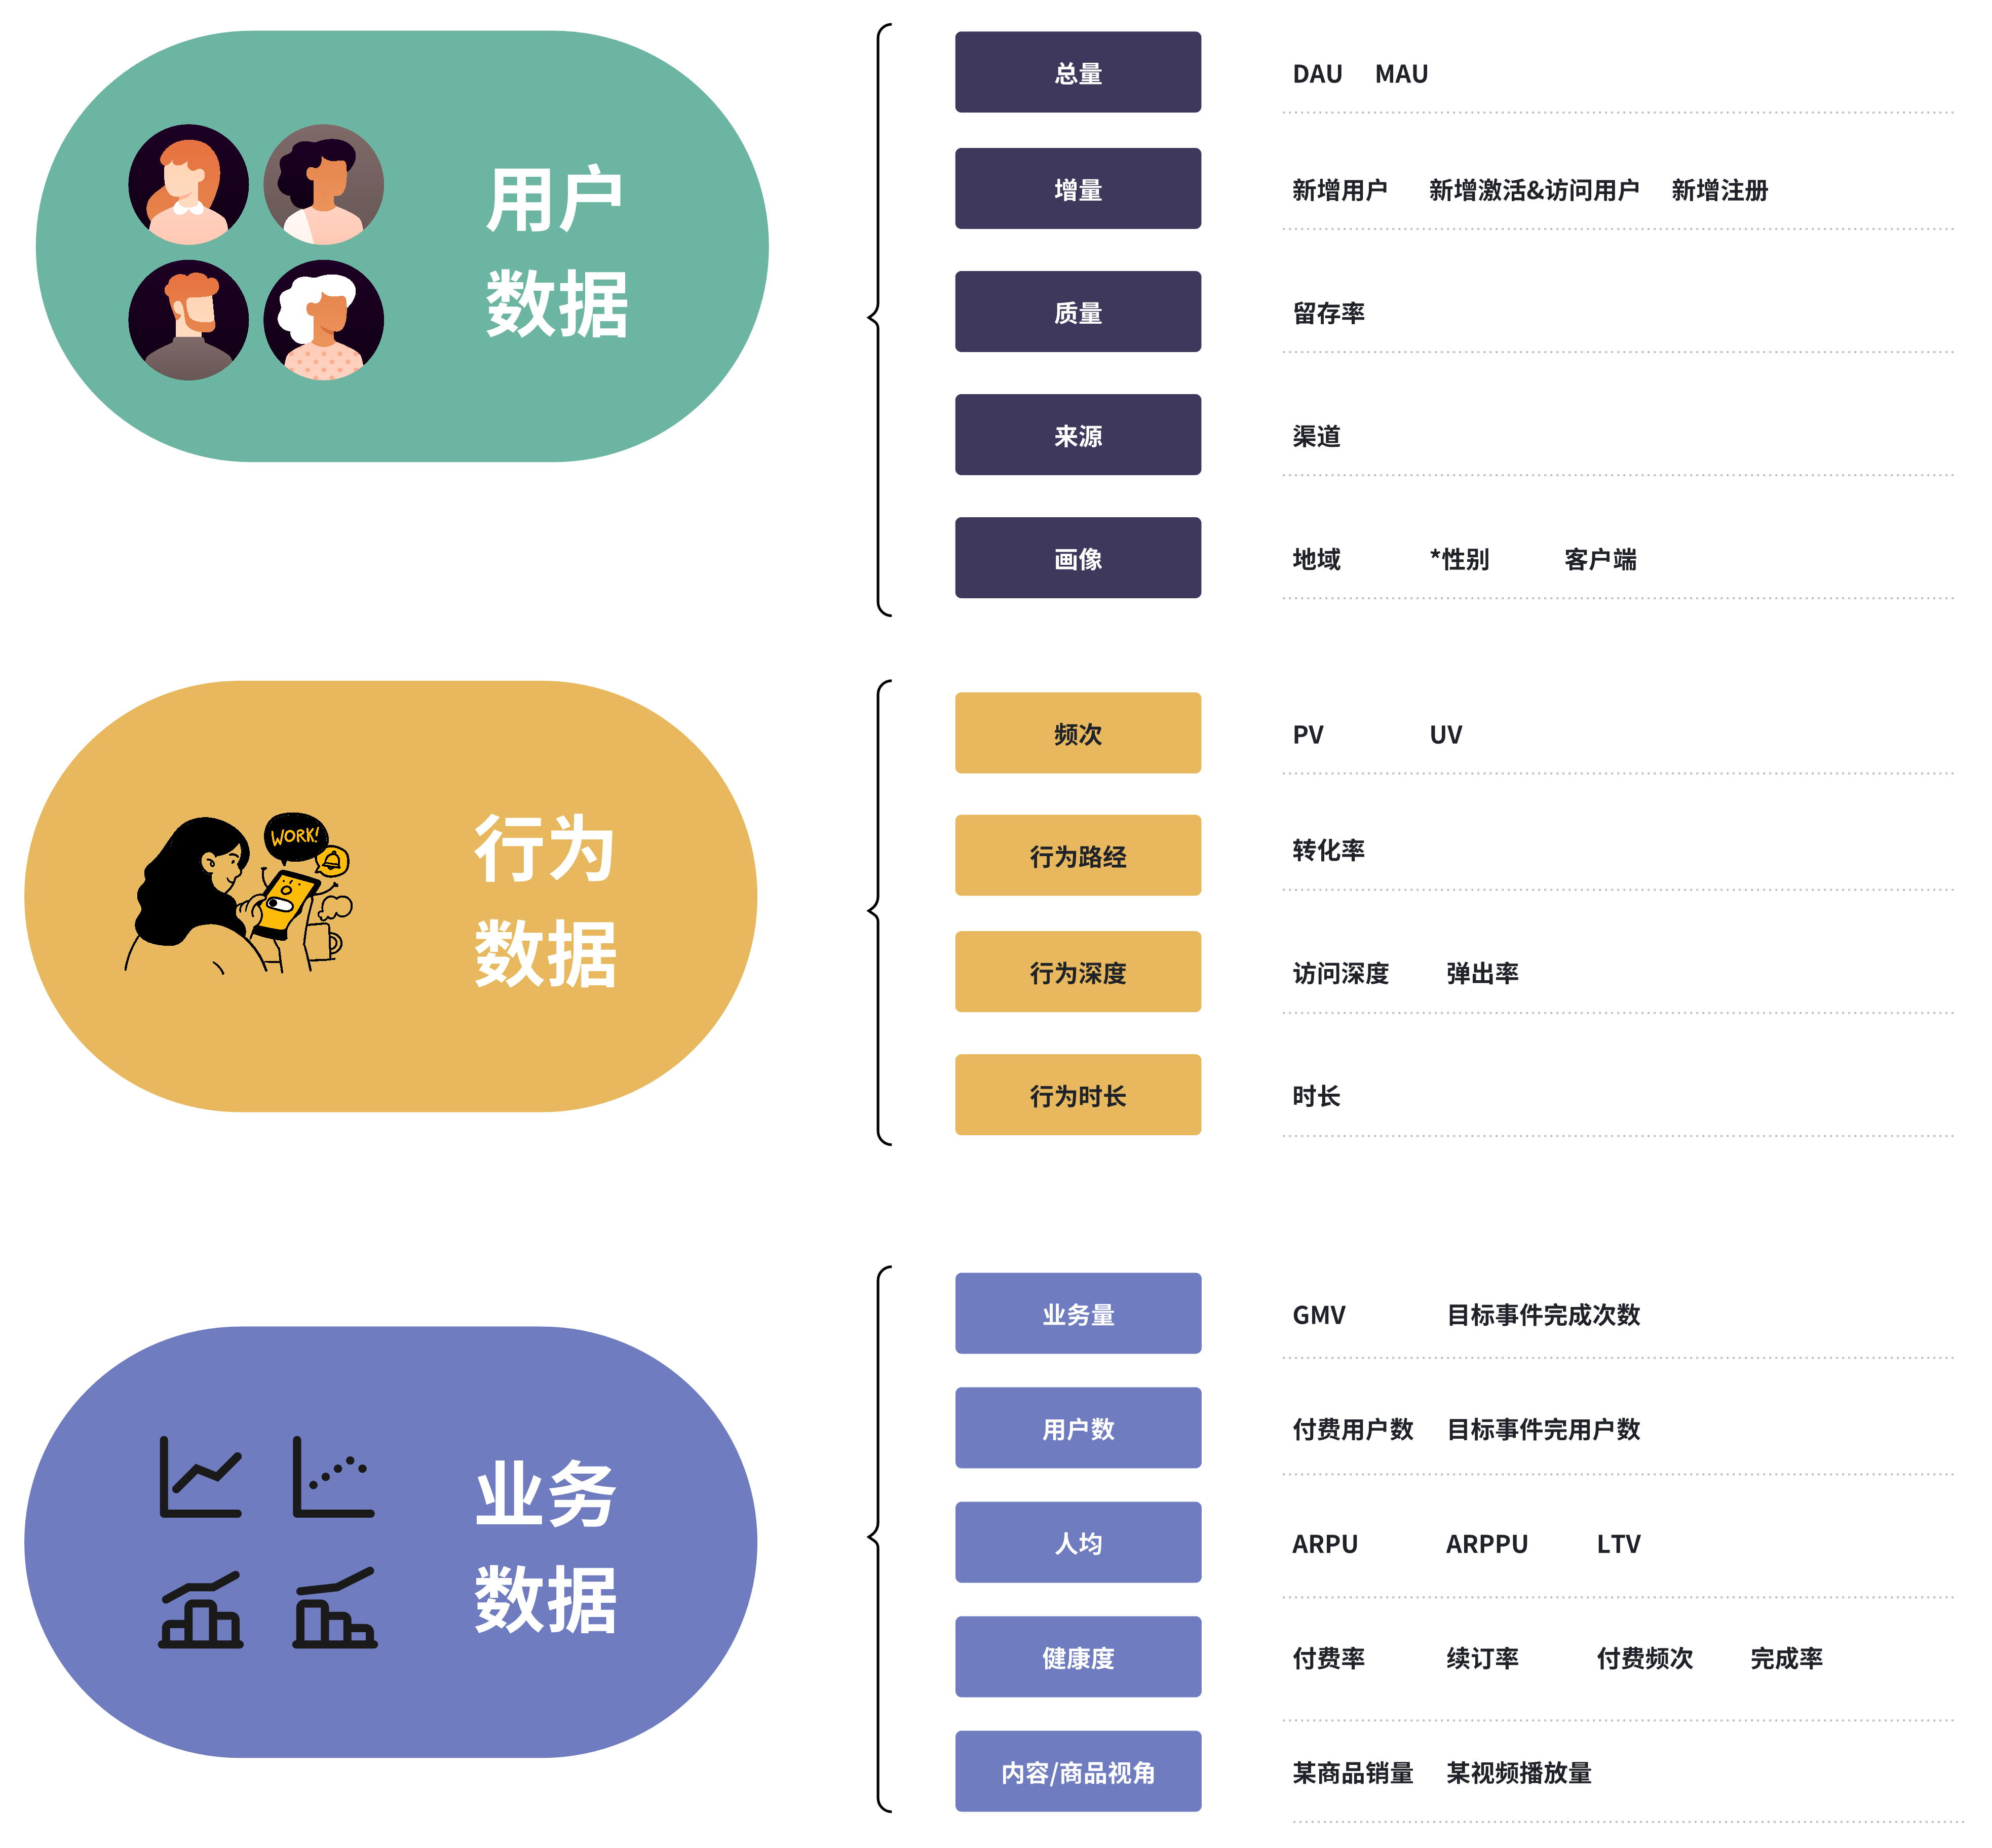 用户
数据
总量
DAU MAU
增量
新增用户 新增激活&访问用户 新增注册
质量
留存率
来源
渠道
画像
地域 *性别 客户端
行为
数据
WORK!
频次
PV UV
行为路经
转化率
行为深度
访问深度 弹出率
行为时长
时长
业务
数据
业务量
GMV 目标事件完成次数
用户数
付费用户数 目标事件完用户数
人均
ARPU ARPPU LTV
健康度
付费率 续订率 付费频次 完成率
内容/商品视角
某商品销量 某视频播放量